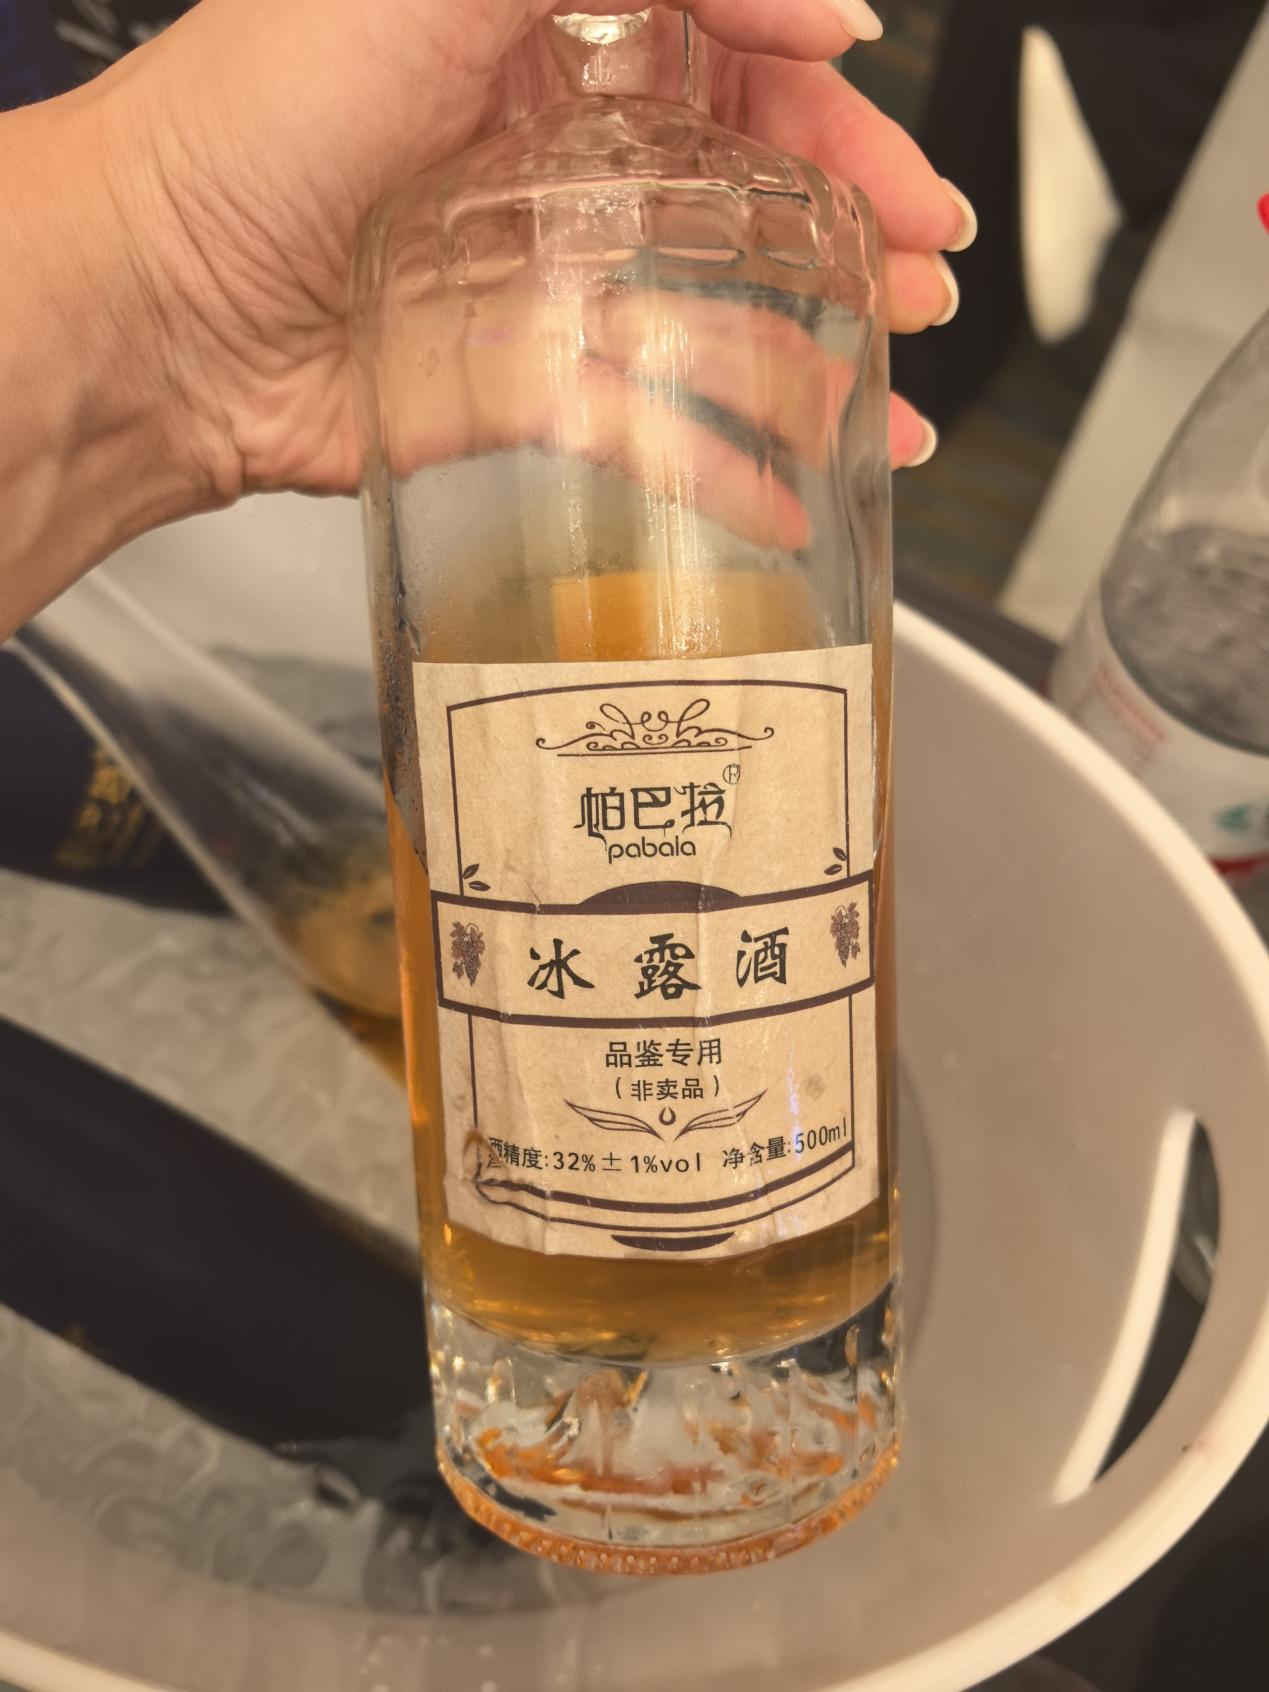 帕巴拉®
pabala
冰露酒
品鉴专用
（非卖品）
酒精度:32%±1%vol 净含量:500ml